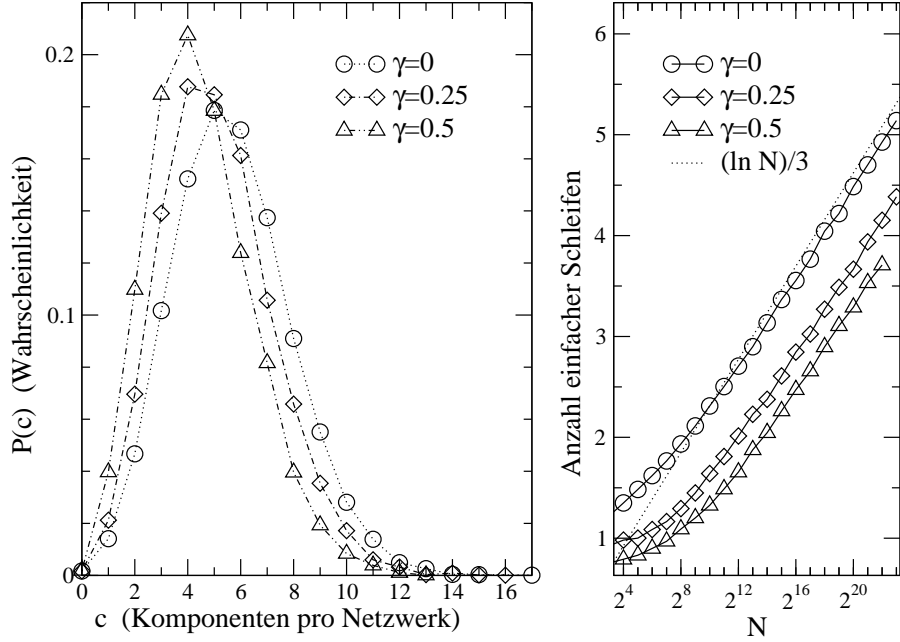 0.2
0.1
0
P(c) (Wahrscheinlichkeit)
γ=0
γ=0.25
γ=0.5
0 2 4 6 8 10 12 14 16
c (Komponenten pro Netzwerk)
6
5
4
3
2
1
Anzahl einfacher Schleifen
γ=0
γ=0.25
γ=0.5
(ln N)/3
2^4 2^8 2^12 2^16 2^20
N